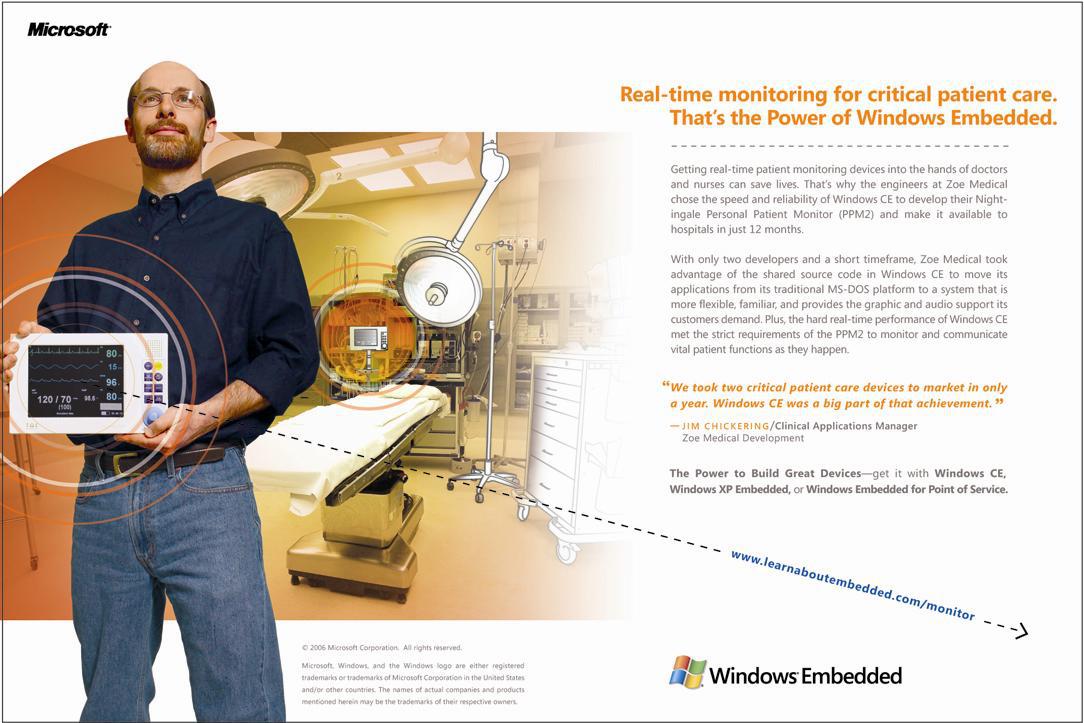 Microsoft
Real-time monitoring for critical patient care.
That's the Power of Windows Embedded.
Getting real-time patient monitoring devices into the hands of doctors
and nurses can save lives. That's why the engineers at Zoe Medical
chose the speed and reliability of Windows CE to develop their Night-
ingale Personal Patient Monitor (PPM2) and make it available to
hospitals in just 12 months.
With only two developers and a short timeframe, Zoe Medical took
advantage of the shared source code in Windows CE to move its
applications from its traditional MS-DOS platform to a system that is
more flexible, familiar, and provides the graphic and audio support its
customers demand. Plus, the hard real-time performance of Windows CE
met the strict requirements of the PPM2 to monitor and communicate
vital patient functions as they happen.
“We took two critical patient care devices to market in only
a year. Windows CE was a big part of that achievement.”
— JIM CHICKERING/Clinical Applications Manager
Zoe Medical Development
The Power to Build Great Devices—get it with Windows CE,
Windows XP Embedded, or Windows Embedded for Point of Service.
www.learnaboutembedded.com/monitor
Windows Embedded
80
15
96
120 / 70
98.6
80
(100)
2
© 2006 Microsoft Corporation. All rights reserved.
Microsoft, Windows, and the Windows logo are either registered
trademarks or trademarks of Microsoft Corporation in the United States
and/or other countries. The names of actual companies and products
mentioned herein may be the trademarks of their respective owners.